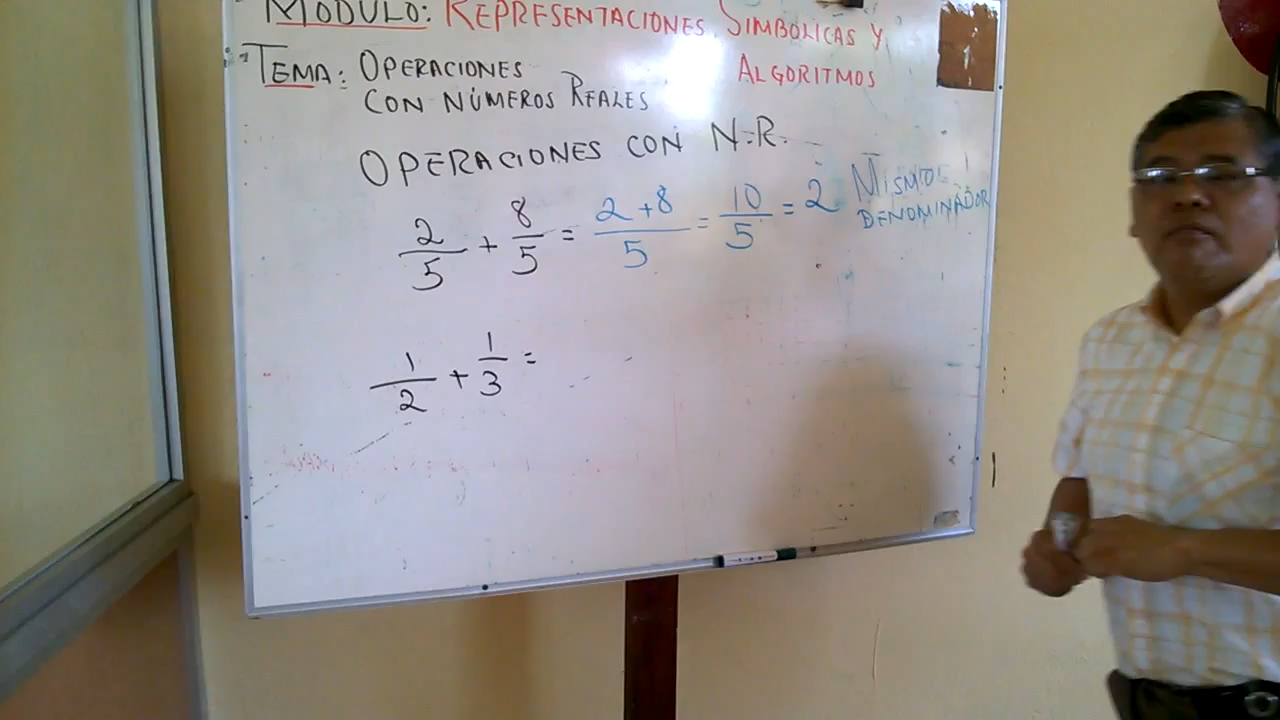 MÓDULO: REPRESENTACIONES SIMBÓLICAS Y
ALGORITMOS
TEMA: OPERACIONES
CON NÚMEROS REALES
OPERACIONES CON N.R.
2/5 + 8/5 = 2+8/5 = 10/5 = 2 MISMO
DENOMINADOR
1/2 + 1/3 =